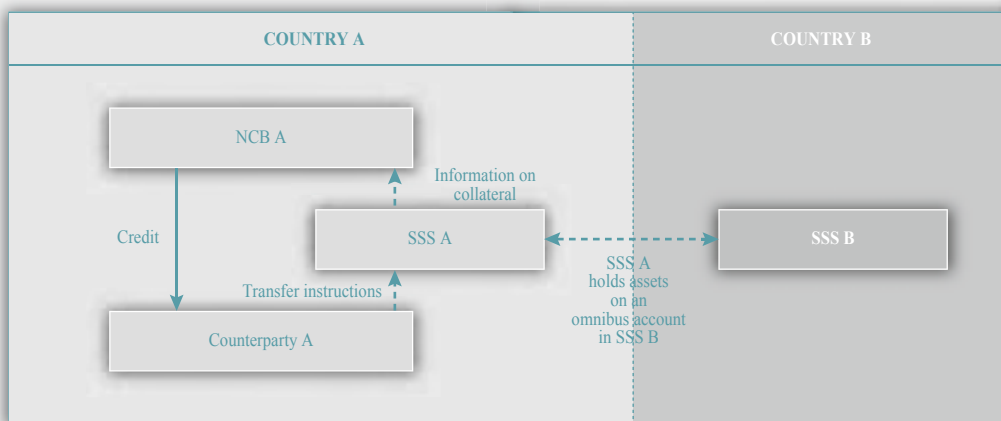 COUNTRY A
COUNTRY B
NCB A
Information on
collateral
Credit
SSS A
SSS B
SSS A
holds assets
on an
omnibus account
in SSS B
Transfer instructions
Counterparty A